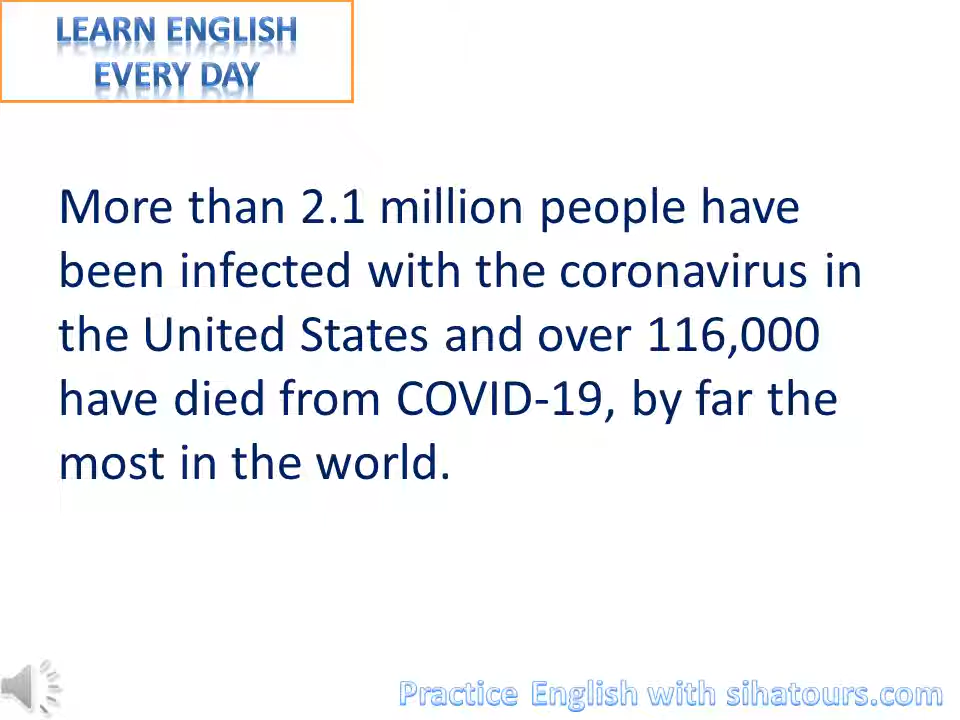 LEARN ENGLISH
EVERY DAY
More than 2.1 million people have
been infected with the coronavirus in
the United States and over 116,000
have died from COVID-19, by far the
most in the world.
Practice English with sihatours.com